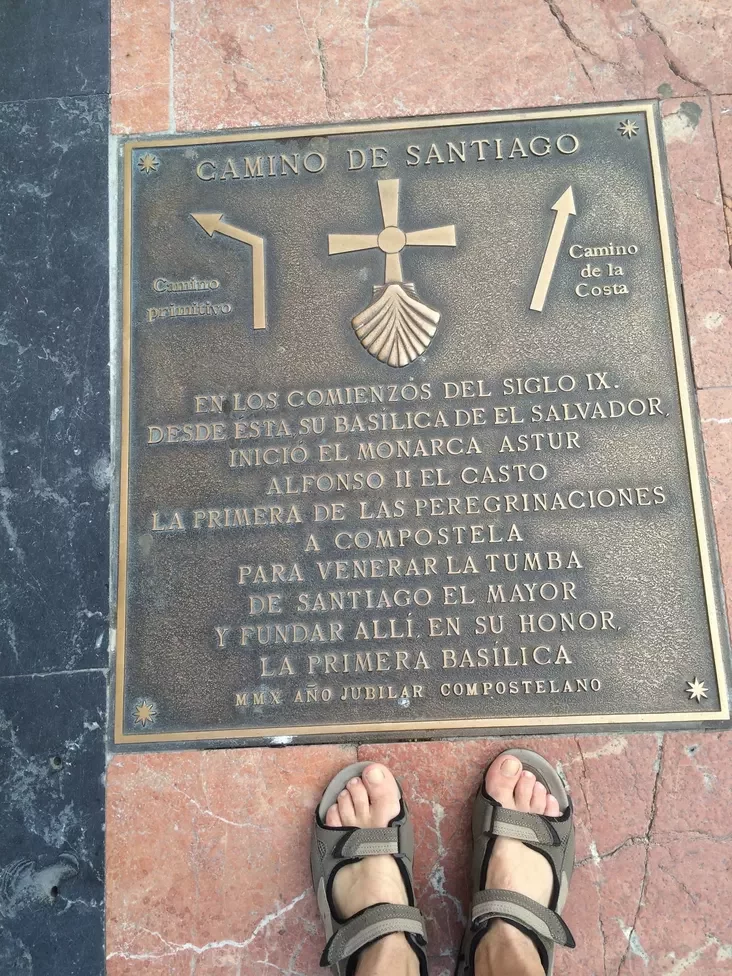 CAMINO DE SANTIAGO
Camino
primitivo
Camino
de la
Costa
EN LOS COMIENZOS DEL SIGLO IX.
DESDE ESTA SU BASÍLICA DE EL SALVADOR,
INICIÓ EL MONARCA ASTUR
ALFONSO II EL CASTO
LA PRIMERA DE LAS PEREGRINACIONES
A COMPOSTELA
PARA VENERAR LA TUMBA
DE SANTIAGO EL MAYOR
Y FUNDAR ALLÍ, EN SU HONOR,
LA PRIMERA BASÍLICA
MMX AÑO JUBILAR COMPOSTELANO